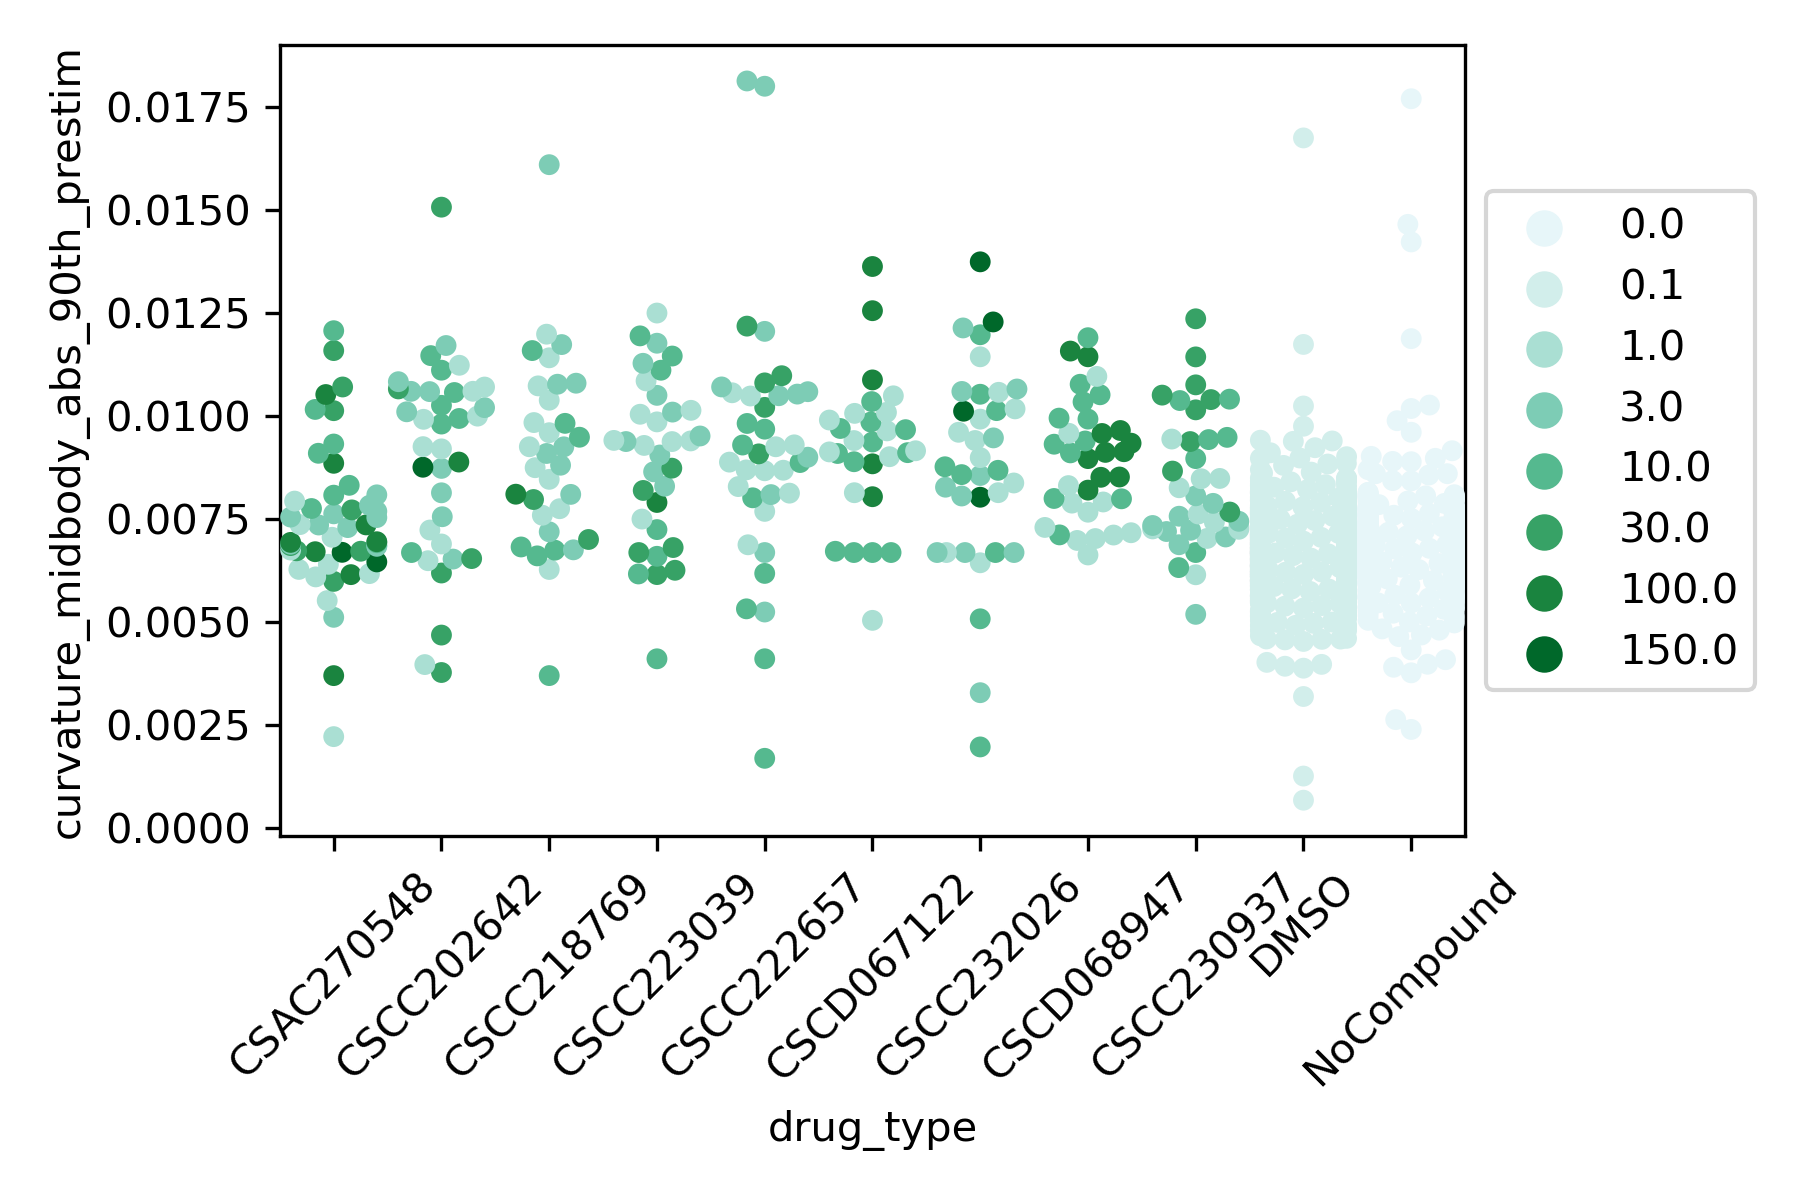 curvature_midbody_abs_90th_prestim
0.0175
0.0150
0.0125
0.0100
0.0075
0.0050
0.0025
0.0000
CSAC270548
CSCC202642
CSCC218769
CSCC223039
CSCC222657
CSCD067122
CSCC232026
CSCD068947
CSCC230937
DMSO
NoCompound
drug_type
0.0
0.1
1.0
3.0
10.0
30.0
100.0
150.0